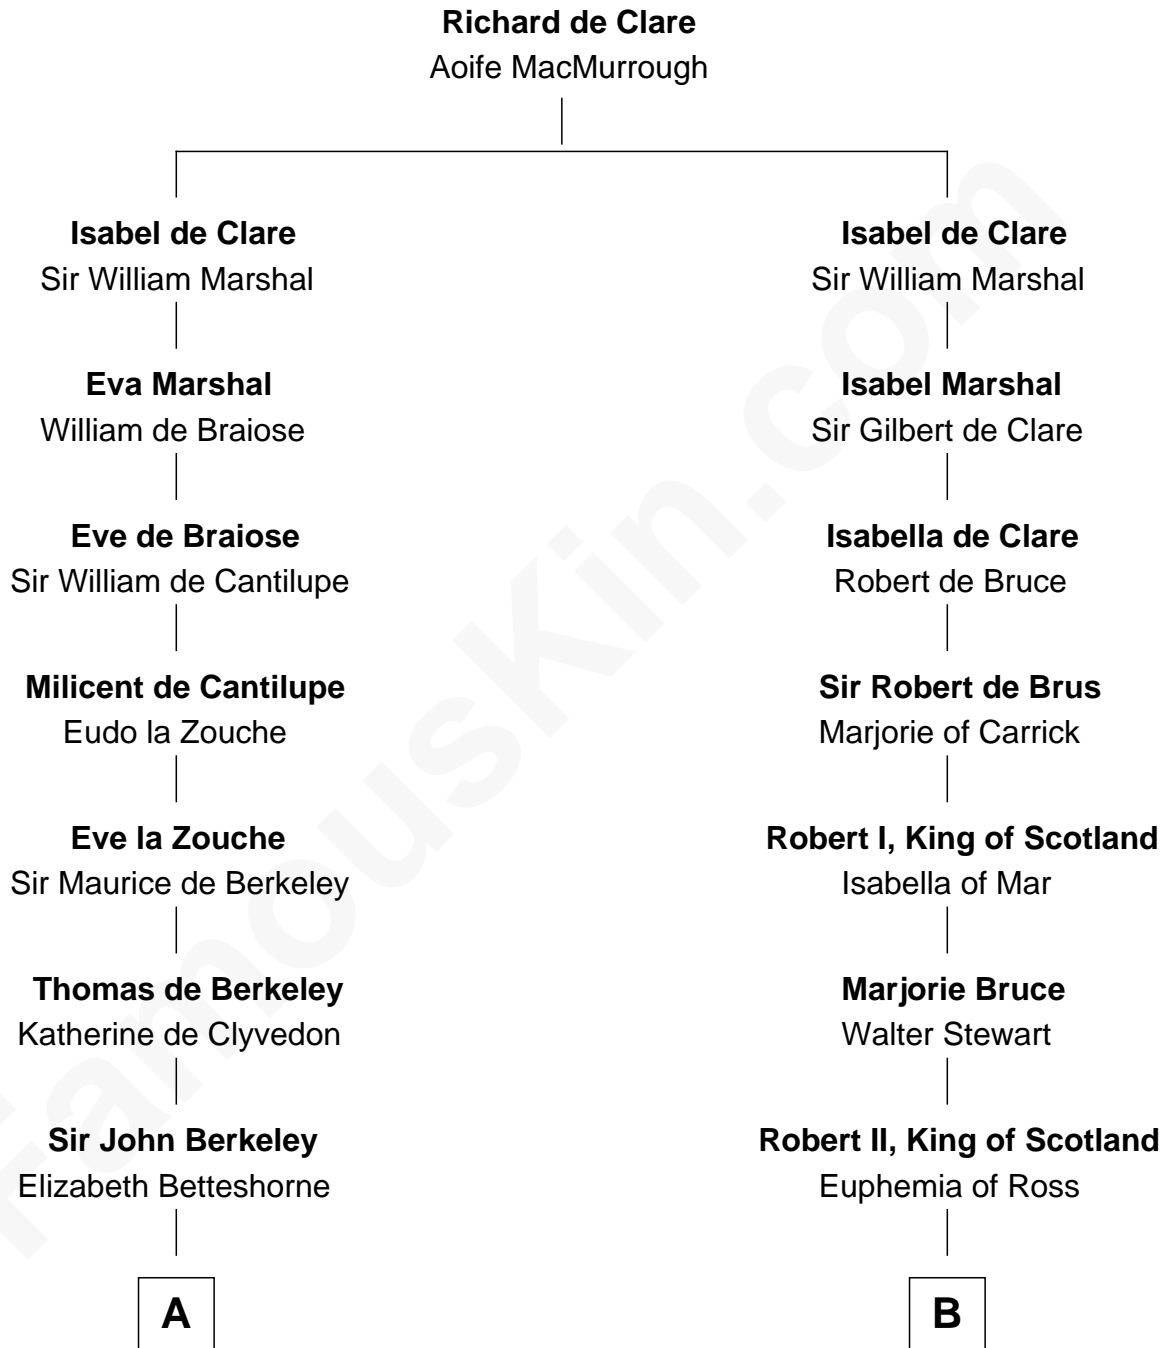 Richard de Clare
Aoife MacMurrough
Isabel de Clare
Sir William Marshal
Eva Marshal
William de Braiose
Eve de Braiose
Sir William de Cantilupe
Milicent de Cantilupe
Eudo la Zouche
Eve la Zouche
Sir Maurice de Berkeley
Thomas de Berkeley
Katherine de Clyvedon
Sir John Berkeley
Elizabeth Betteshorne
A
Isabel de Clare
Sir William Marshal
Isabel Marshal
Sir Gilbert de Clare
Isabella de Clare
Robert de Bruce
Sir Robert de Brus
Marjorie of Carrick
Robert I, King of Scotland
Isabella of Mar
Marjorie Bruce
Walter Stewart
Robert II, King of Scotland
Euphemia of Ross
B
FamousKin.com